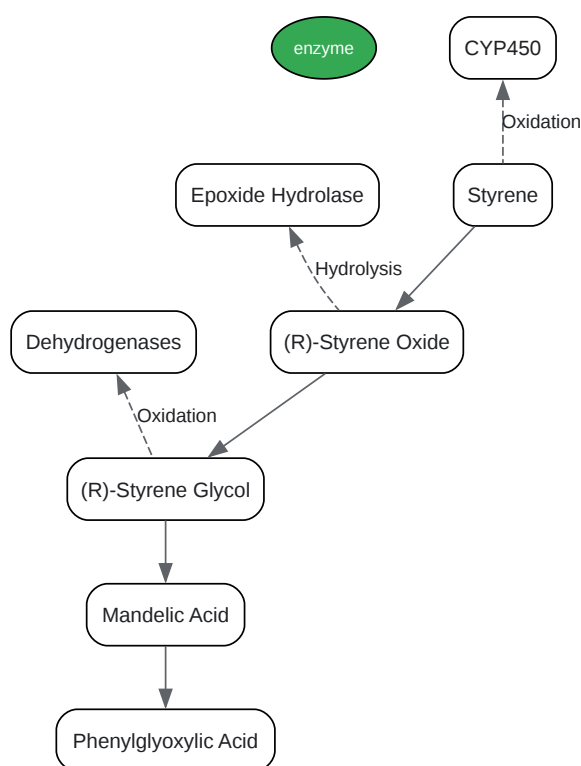 enzyme
CYP450
Oxidation
Epoxide Hydrolase
Styrene
Hydrolysis
Dehydrogenases
(R)-Styrene Oxide
Oxidation
(R)-Styrene Glycol
Mandelic Acid
Phenylglyoxylic Acid